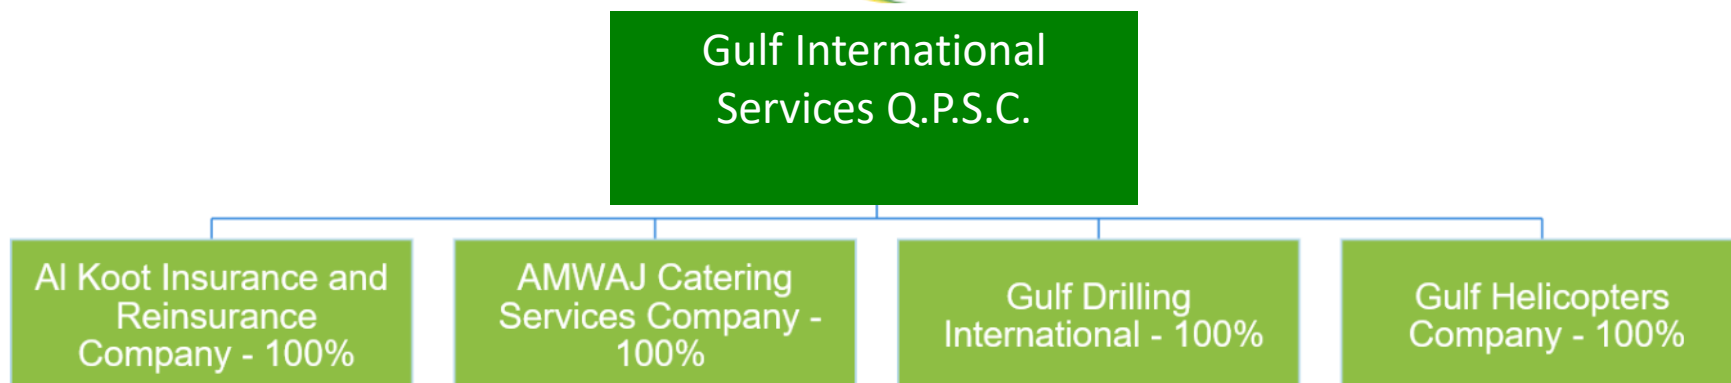 Gulf International
Services Q.P.S.C.
Al Koot Insurance and
Reinsurance
Company - 100%
AMWAJ Catering
Services Company -
100%
Gulf Drilling
International - 100%
Gulf Helicopters
Company - 100%